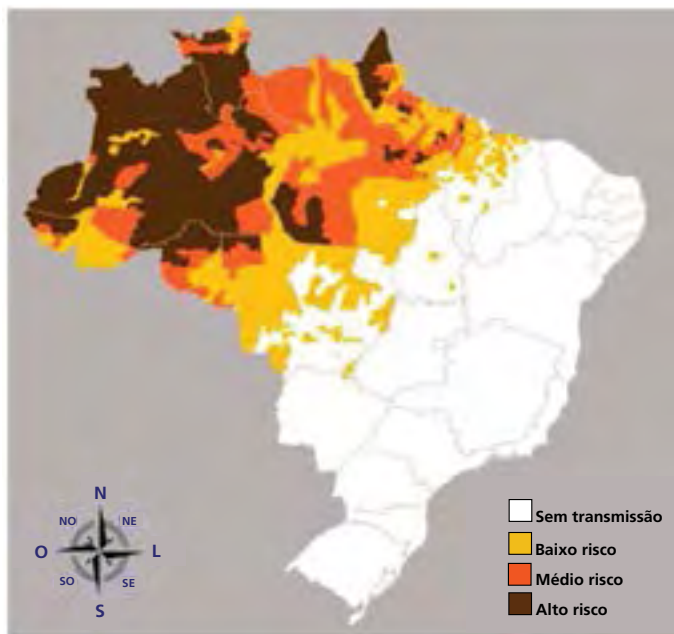 N
NO NE
O L
SO SE
S
Sem transmissão
Baixo risco
Médio risco
Alto risco